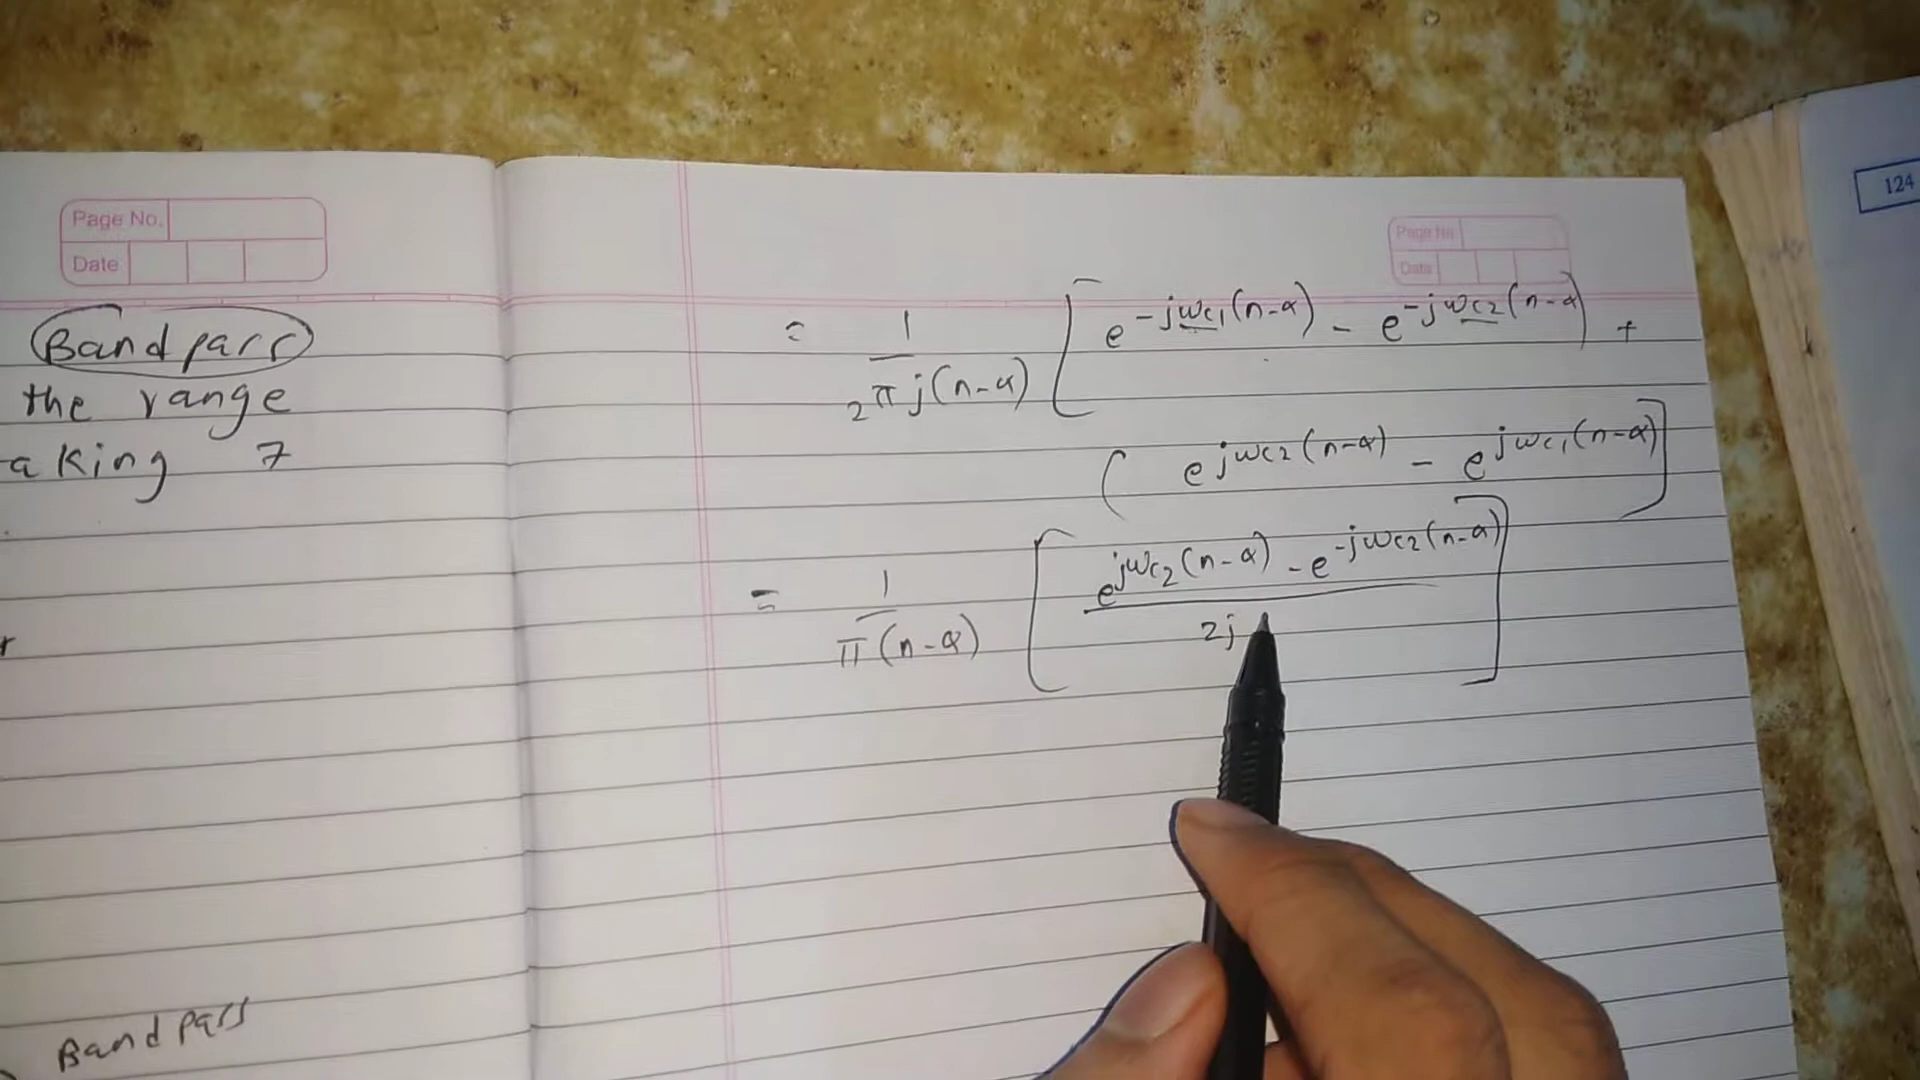 Page No.
Date
Band pass
the range
aking 7
r
Band pass
Page No
Date
= 1 / 2πj(n-α) [ e^{-jωc1(n-α)} - e^{-jωc2(n-α)} +
( e^{jωc2(n-α)} - e^{jωc1(n-α)} ]
= 1 / π(n-α) [ e^{jωc2(n-α)} - e^{-jωc2(n-α)} / 2j ]
124